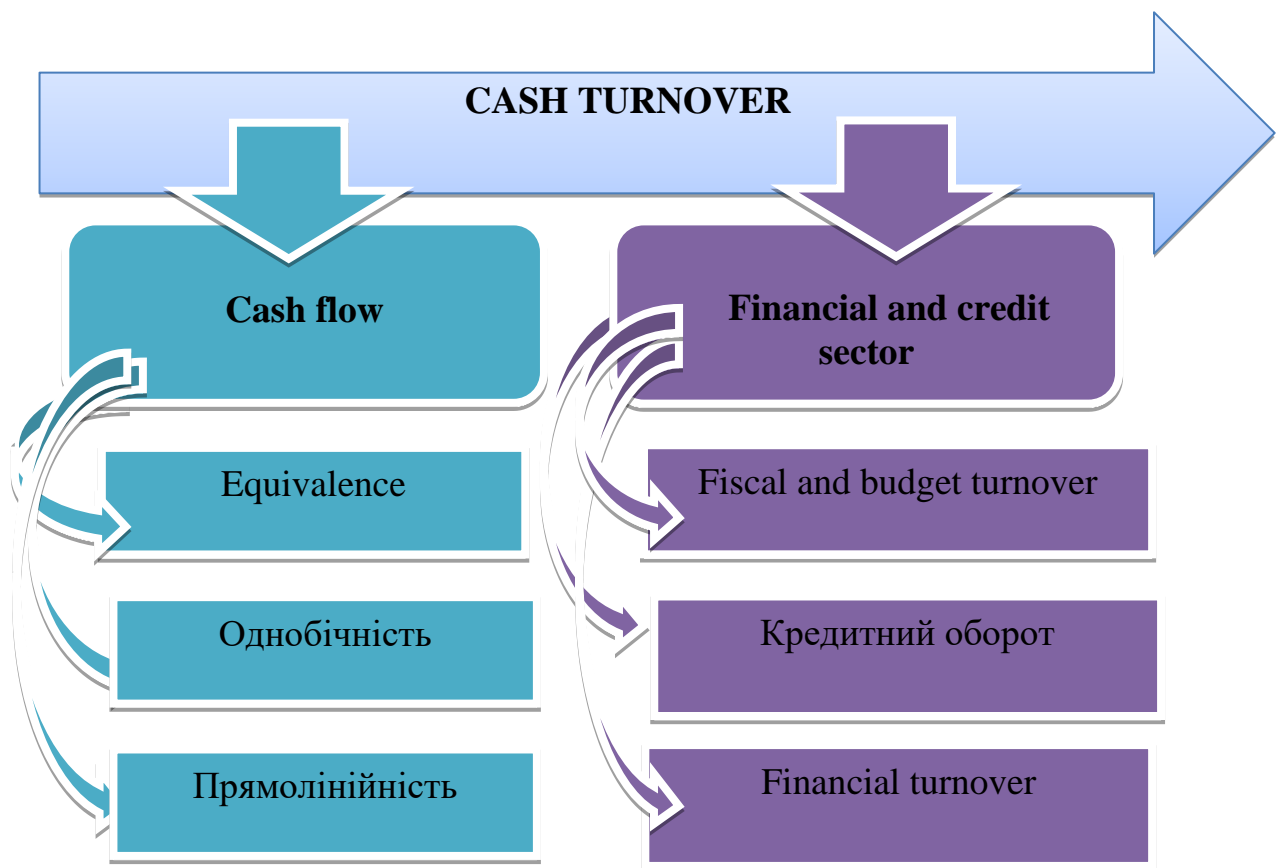 CASH TURNOVER
Cash flow
Financial and credit
sector
Equivalence
Fiscal and budget turnover
Однобічність
Кредитний оборот
Прямолінійність
Financial turnover